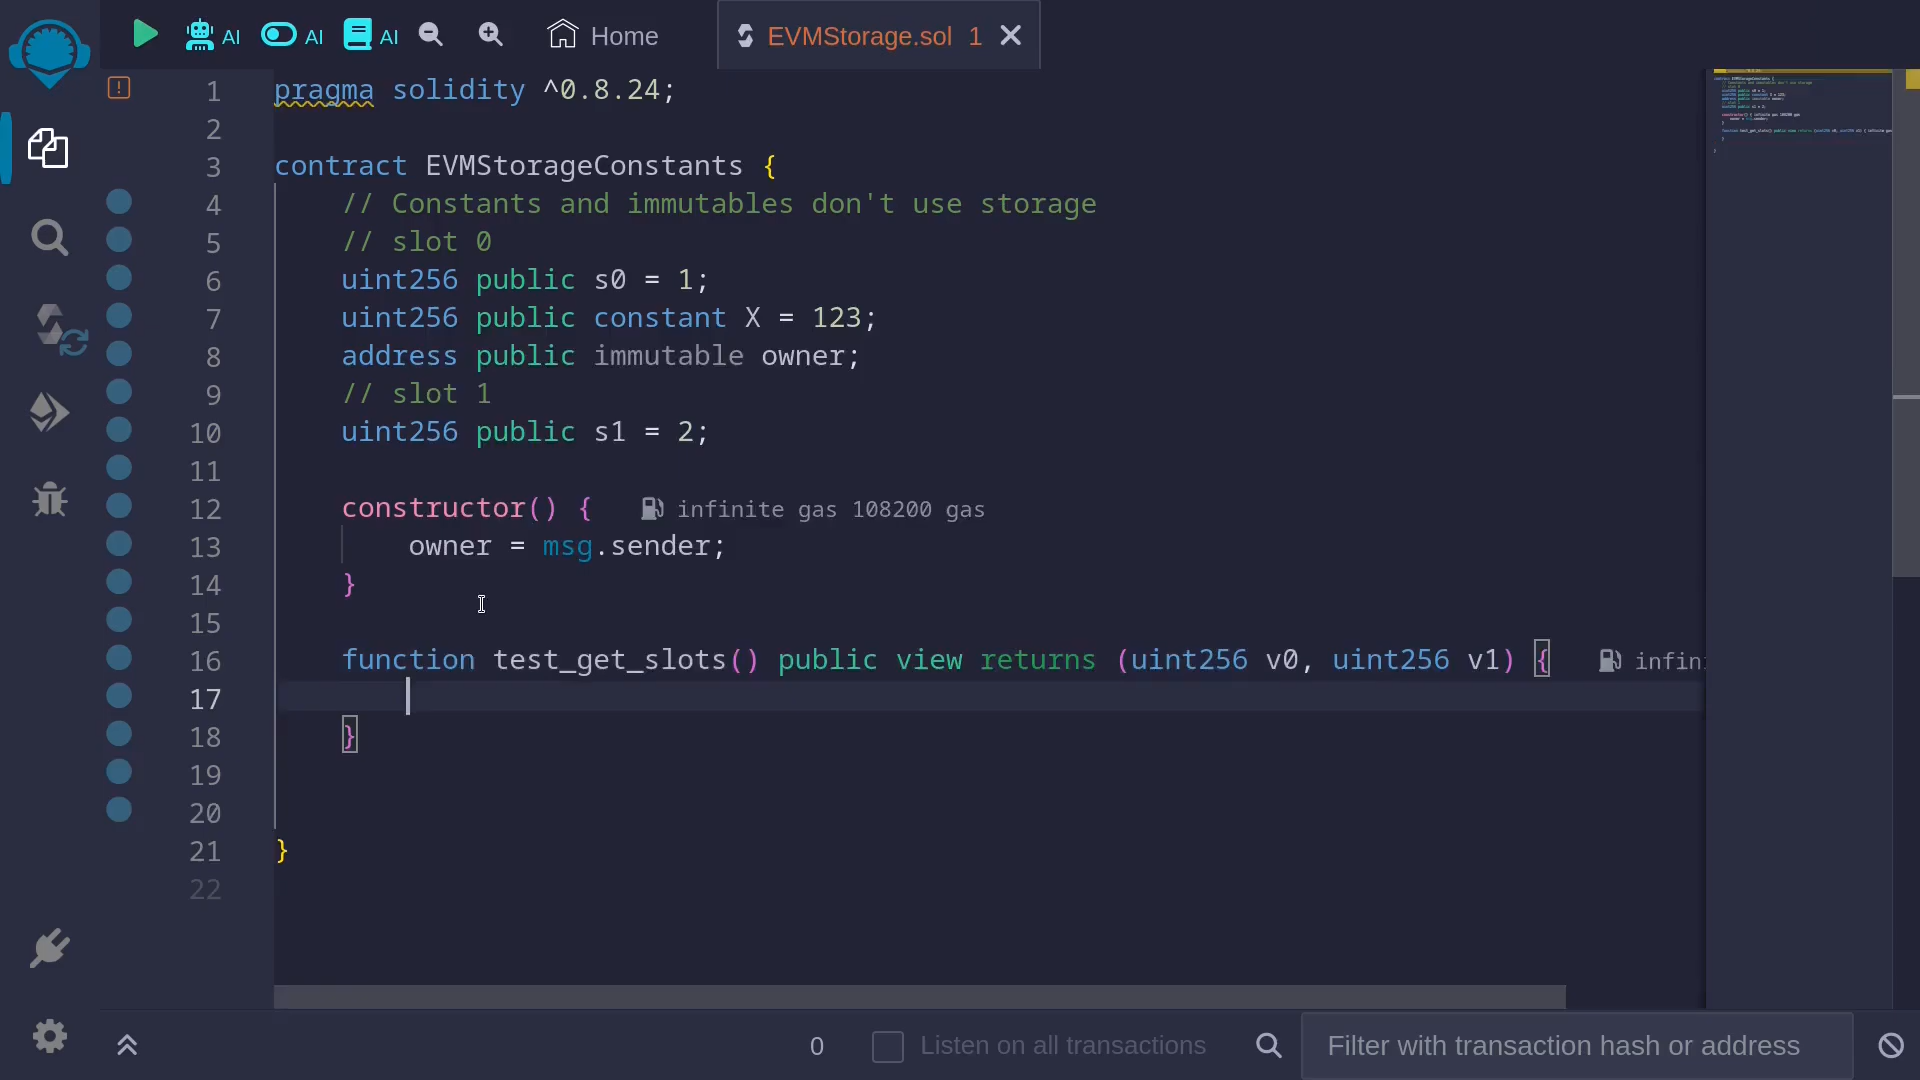 AI AI AI Home EVMStorage.sol 1
1 pragma solidity ^0.8.24;
2
3 contract EVMStorageConstants {
4 // Constants and immutables don't use storage
5 // slot 0
6 uint256 public s0 = 1;
7 uint256 public constant X = 123;
8 address public immutable owner;
9 // slot 1
10 uint256 public s1 = 2;
11
12 constructor() { infinite gas 108200 gas
13 owner = msg.sender;
14 }
15
16 function test_get_slots() public view returns (uint256 v0, uint256 v1) { infini
17
18 }
19
20
21 }
22
0 Listen on all transactions Filter with transaction hash or address